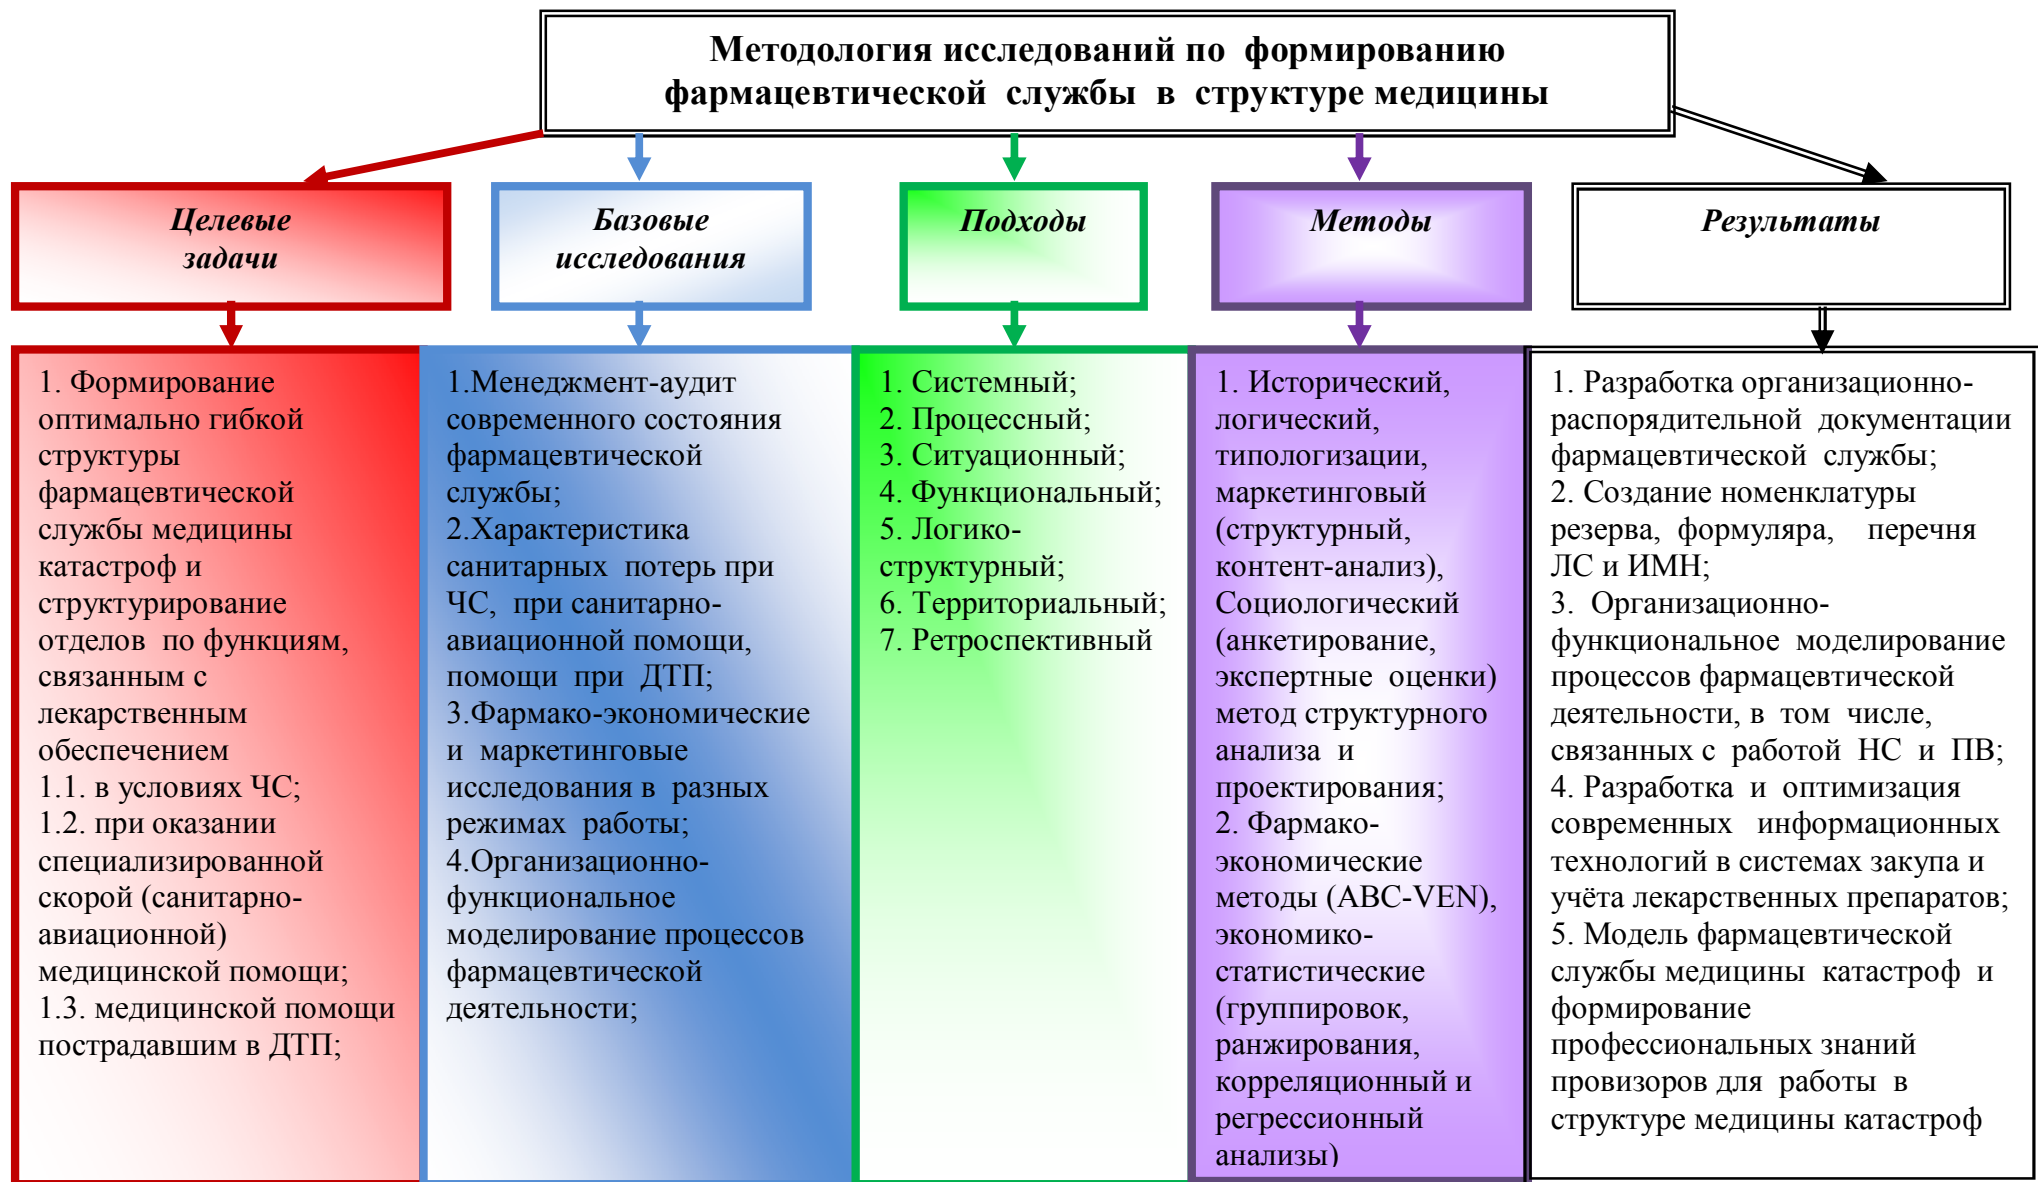 Методология исследований по формированию
фармацевтической службы в структуре медицины
Целевые
задачи
Базовые
исследования
Подходы
Методы
Результаты
1. Формирование
оптимально гибкой
структуры
фармацевтической
службы медицины
катастроф и
структурирование
отделов по функциям,
связанным с
лекарственным
обеспечением
1.1. в условиях ЧС;
1.2. при оказании
специализированной
скорой (санитарно-
авиационной)
медицинской помощи;
1.3. медицинской помощи
пострадавшим в ДТП;
1.Менеджмент-аудит
современного состояния
фармацевтической
службы;
2.Характеристика
санитарных потерь при
ЧС, при санитарно-
авиационной помощи,
помощи при ДТП;
3.Фармако-экономические
и маркетинговые
исследования в разных
режимах работы;
4.Организационно-
функциональное
моделирование процессов
фармацевтической
деятельности;
1. Системный;
2. Процессный;
3. Ситуационный;
4. Функциональный;
5. Логико-
структурный;
6. Территориальный;
7. Ретроспективный
1. Исторический,
логический,
типологизации,
маркетинговый
(структурный,
контент-анализ),
Социологический
(анкетирование,
экспертные оценки)
метод структурного
анализа и
проектирования;
2. Фармако-
экономические
методы (ABC-VEN),
экономико-
статистические
(группировок,
ранжирования,
корреляционный и
регрессионный
анализы)
1. Разработка организационно-
распорядительной документации
фармацевтической службы;
2. Создание номенклатуры
резерва, формуляра, перечня
ЛС и ИМН;
3. Организационно-
функциональное моделирование
процессов фармацевтической
деятельности, в том числе,
связанных с работой НС и ПВ;
4. Разработка и оптимизация
современных информационных
технологий в системах закупа и
учёта лекарственных препаратов;
5. Модель фармацевтической
службы медицины катастроф и
формирование
профессиональных знаний
провизоров для работы в
структуре медицины катастроф